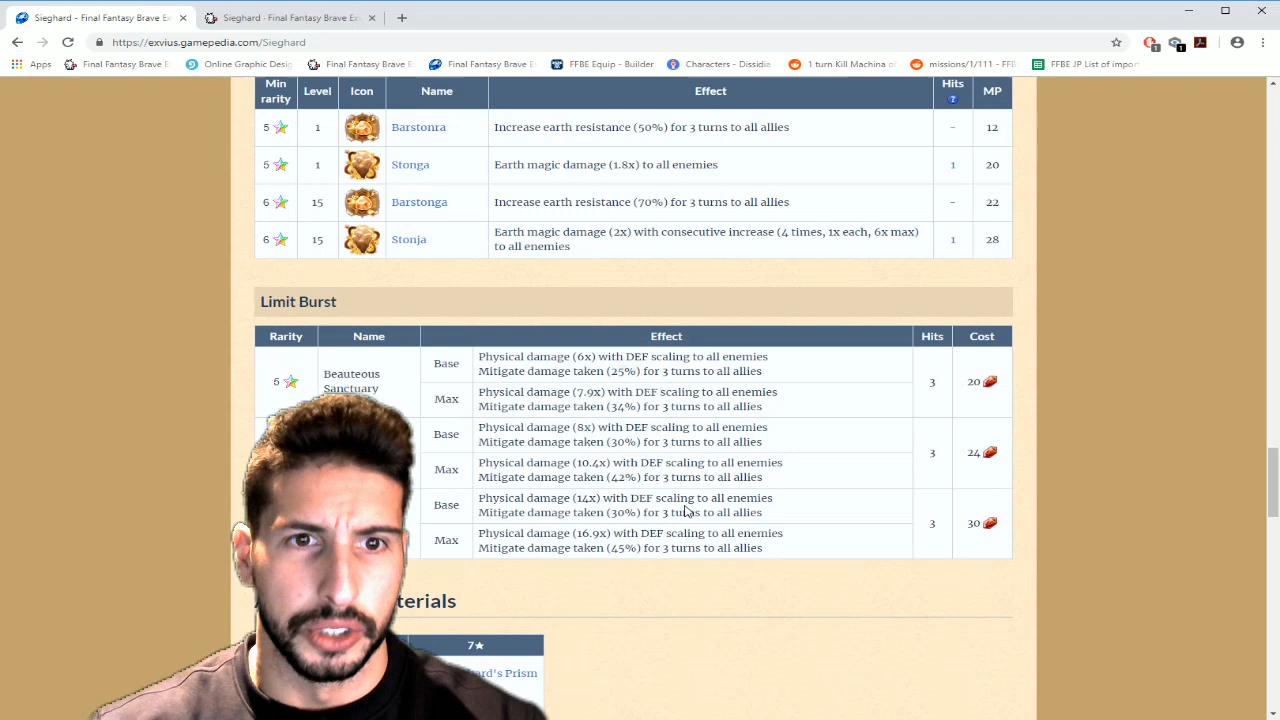 Sieghard - Final Fantasy Brave Ex
Sieghard - Final Fantasy Brave Ex
https://exvius.gamepedia.com/Sieghard
1
1
Apps
Final Fantasy Brave E
Online Graphic Desi
Final Fantasy Brave E
Final Fantasy Brave E
FFBE Equip - Builder
Characters - Dissidia
1 turn Kill Machina of
missions/1/111 - FFB
FFBE JP List of impor
Min rarity Level Icon Name Effect Hits ? MP
5 1 Barstonra Increase earth resistance (50%) for 3 turns to all allies - 12
5 1 Stonga Earth magic damage (1.8x) to all enemies 1 20
6 15 Barstonga Increase earth resistance (70%) for 3 turns to all allies - 22
6 15 Stonja Earth magic damage (2x) with consecutive increase (4 times, 1x each, 6x max) 1 28
to all enemies
Limit Burst
Rarity Name Effect Hits Cost
5 Beauteous Sanctuary
Base Physical damage (6x) with DEF scaling to all enemies
Mitigate damage taken (25%) for 3 turns to all allies
3 20
Max Physical damage (7.9x) with DEF scaling to all enemies
Mitigate damage taken (34%) for 3 turns to all allies
Base Physical damage (8x) with DEF scaling to all enemies
Mitigate damage taken (30%) for 3 turns to all allies
3 24
Max Physical damage (10.4x) with DEF scaling to all enemies
Mitigate damage taken (42%) for 3 turns to all allies
Base Physical damage (14x) with DEF scaling to all enemies
Mitigate damage taken (30%) for 3 turns to all allies
3 30
Max Physical damage (16.9x) with DEF scaling to all enemies
Mitigate damage taken (45%) for 3 turns to all allies
terials
7★
ard's Prism